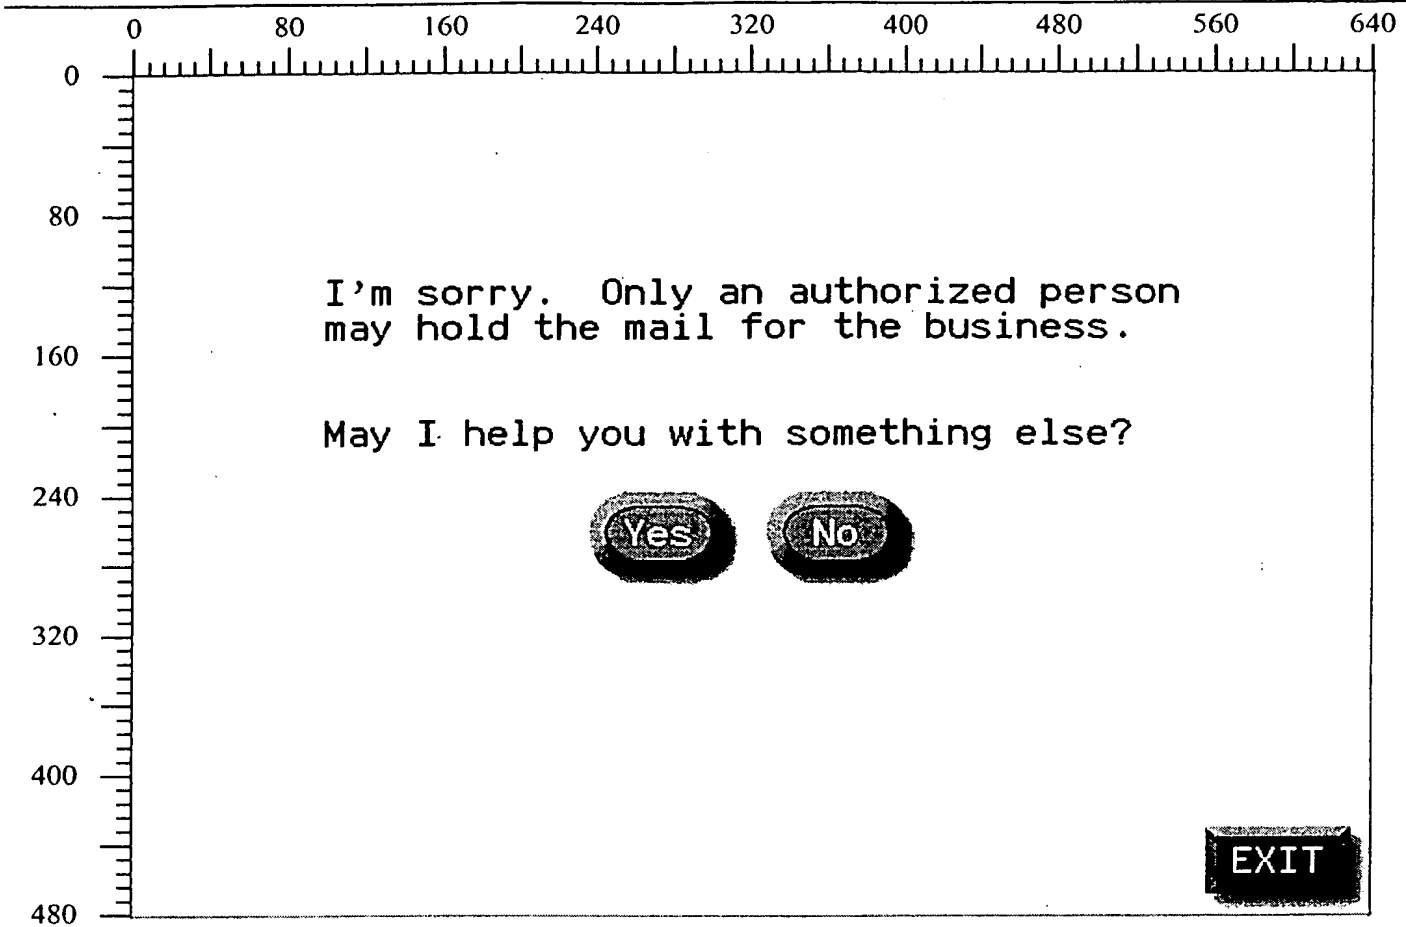 0 80 160 240 320 400 480 560 640
0
80
I'm sorry.  Only an authorized person
may hold the mail for the business.
160
May I help you with something else?
240
Yes No
320
400
EXIT
480